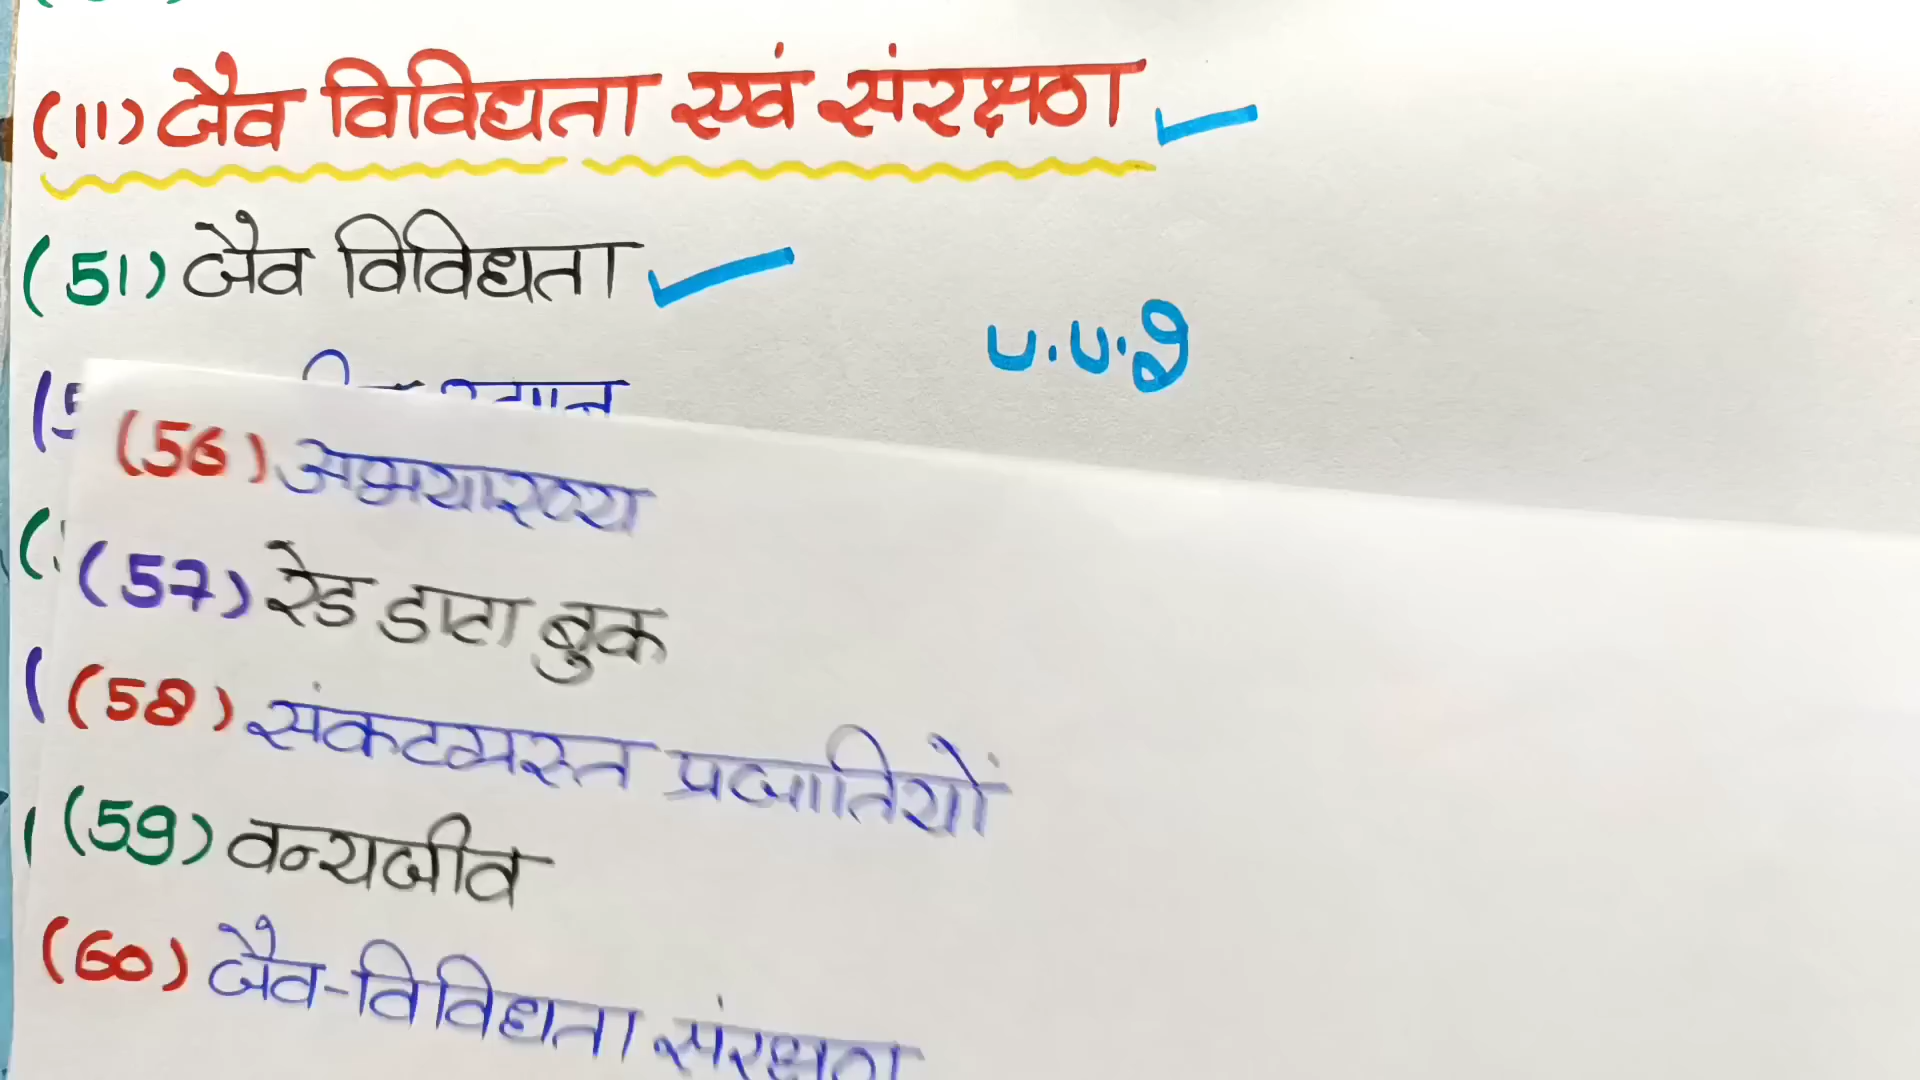 (11) जैव विविधता एवं संरक्षण
(51) जैव विविधता
U.U.2
(56) अभयारण्य
(57) रेड डाटा बुक
(58) संकटग्रस्त प्रजातियों
(59) वन्यजीव
(60) जैव-विविधता संरक्षण